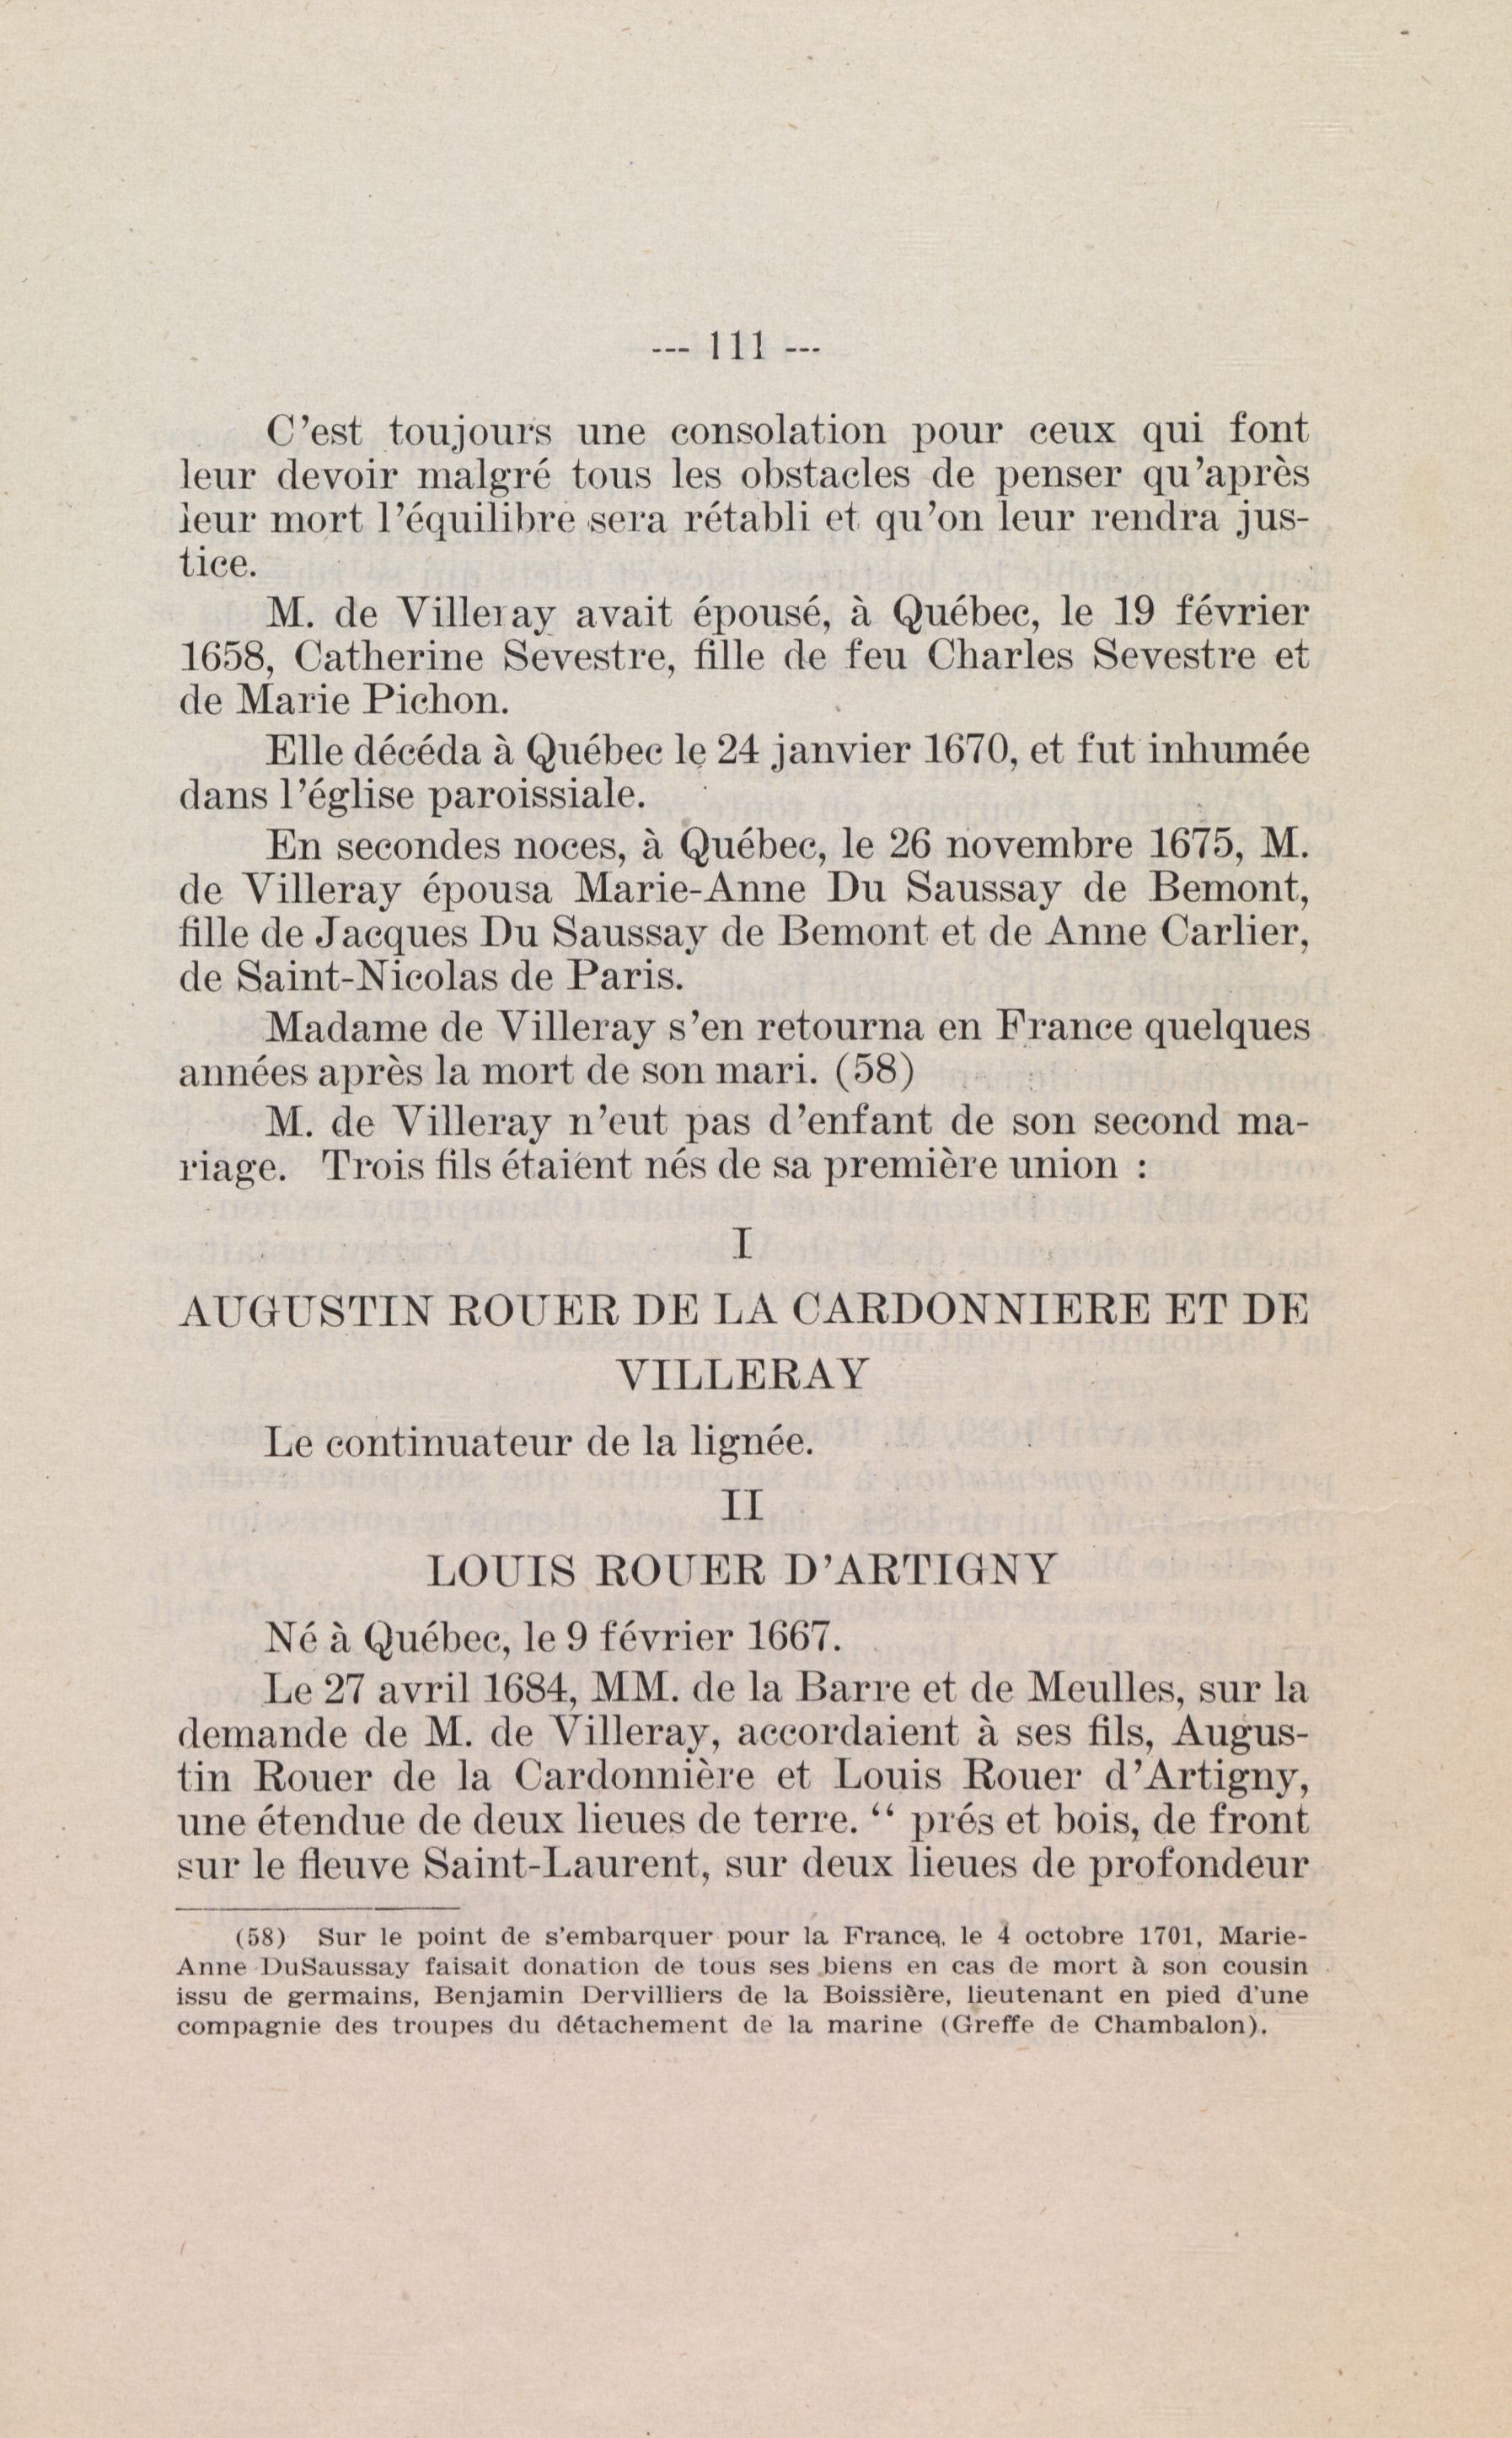 --- 111 ---
C'est toujours une consolation pour ceux qui font
leur devoir malgré tous les obstacles de penser qu'après
leur mort l'équilibre sera rétabli et qu'on leur rendra jus-
tice.
M. de Villeray avait épousé, à Québec, le 19 février
1658, Catherine Sevestre, fille de feu Charles Sevestre et
de Marie Pichon.
Elle décéda à Québec le 24 janvier 1670, et fut inhumée
dans l'église paroissiale.
En secondes noces, à Québec, le 26 novembre 1675, M.
de Villeray épousa Marie-Anne Du Saussay de Bemont,
fille de Jacques Du Saussay de Bemont et de Anne Carlier,
de Saint-Nicolas de Paris.
Madame de Villeray s'en retourna en France quelques
années après la mort de son mari. (58)
M. de Villeray n'eut pas d'enfant de son second ma-
riage. Trois fils étaient nés de sa première union :
I
AUGUSTIN ROUER DE LA CARDONNIERE ET DE
VILLERAY
Le continuateur de la lignée.
II
LOUIS ROUER D'ARTIGNY
Né à Québec, le 9 février 1667.
Le 27 avril 1684, MM. de la Barre et de Meulles, sur la
demande de M. de Villeray, accordaient à ses fils, Augus-
tin Rouer de la Cardonnière et Louis Rouer d'Artigny,
une étendue de deux lieues de terre. “ prés et bois, de front
sur le fleuve Saint-Laurent, sur deux lieues de profondeur
(58) Sur le point de s'embarquer pour la France, le 4 octobre 1701, Marie-
Anne DuSaussay faisait donation de tous ses biens en cas de mort à son cousin
issu de germains, Benjamin Dervilliers de la Boissière, lieutenant en pied d'une
compagnie des troupes du détachement de la marine (Greffe de Chambalon).